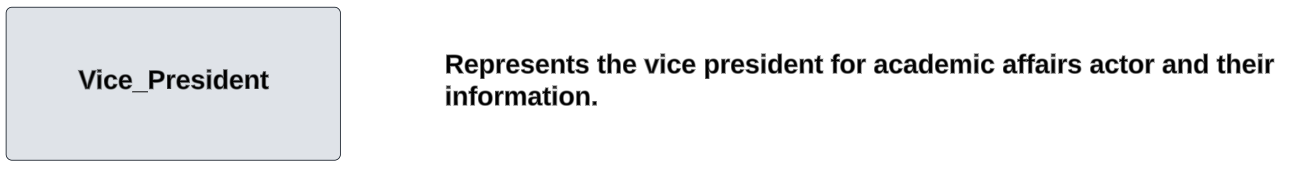 Vice_President
Represents the vice president for academic affairs actor and their
information.